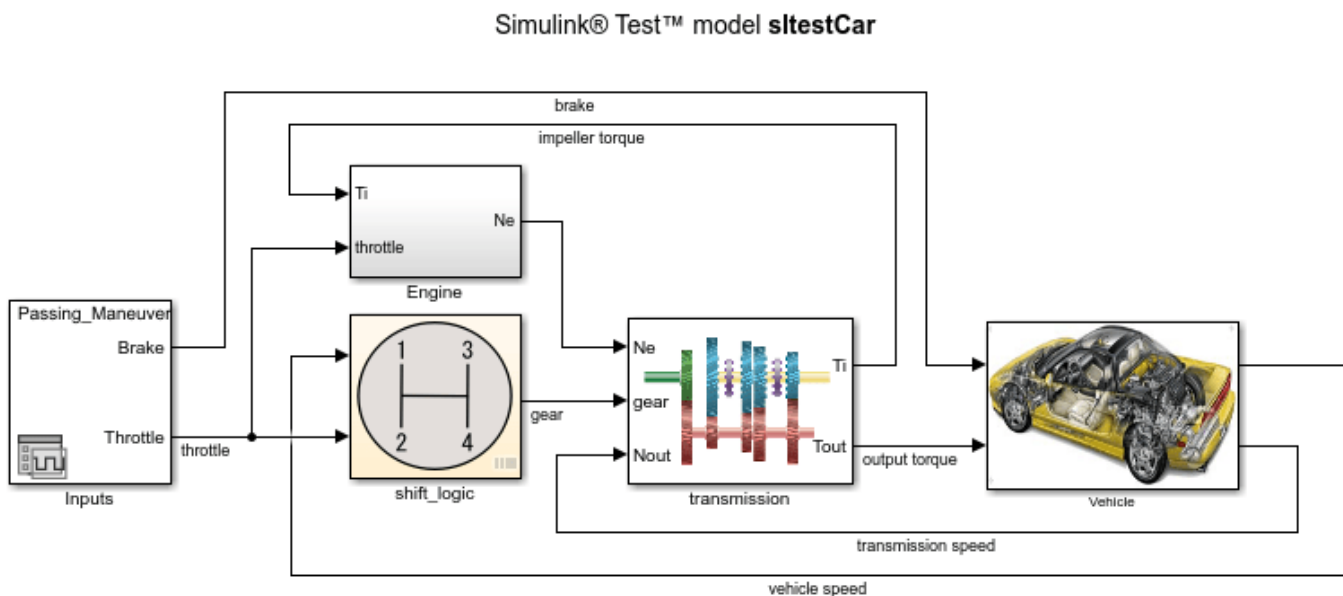 Simulink® Test™ model sltestCar
brake
impeller torque
Ti
Ne
throttle
Engine
Passing_Maneuver
Brake
Throttle
throttle
Inputs
1 3
2 4
gear
shift_logic
Ne
gear
Nout
Ti
Tout
transmission
output torque
Vehicle
transmission speed
vehicle speed